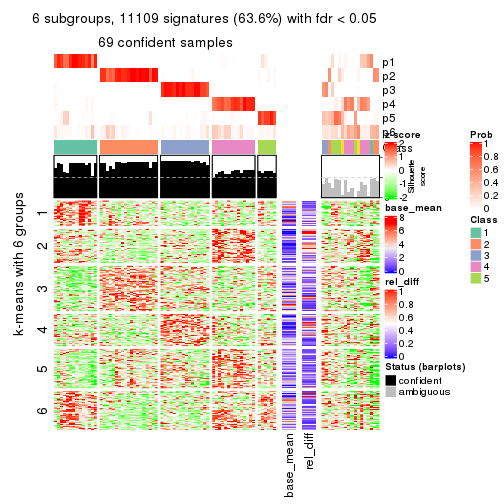 6 subgroups, 11109 signatures (63.6%) with fdr < 0.05
69 confident samples
p1
p2
p3
p4
p5
p6
Class
Silhouette
score
k-means with 6 groups
1
2
3
4
5
6
base_mean
rel_diff
z-score
2
1
0
-1
-2
base_mean
8
6
4
2
0
rel_diff
1
0.8
0.6
0.4
0.2
0
Status (barplots)
confident
ambiguous
Prob
1
0.8
0.6
0.4
0.2
0
Class
1
2
3
4
5